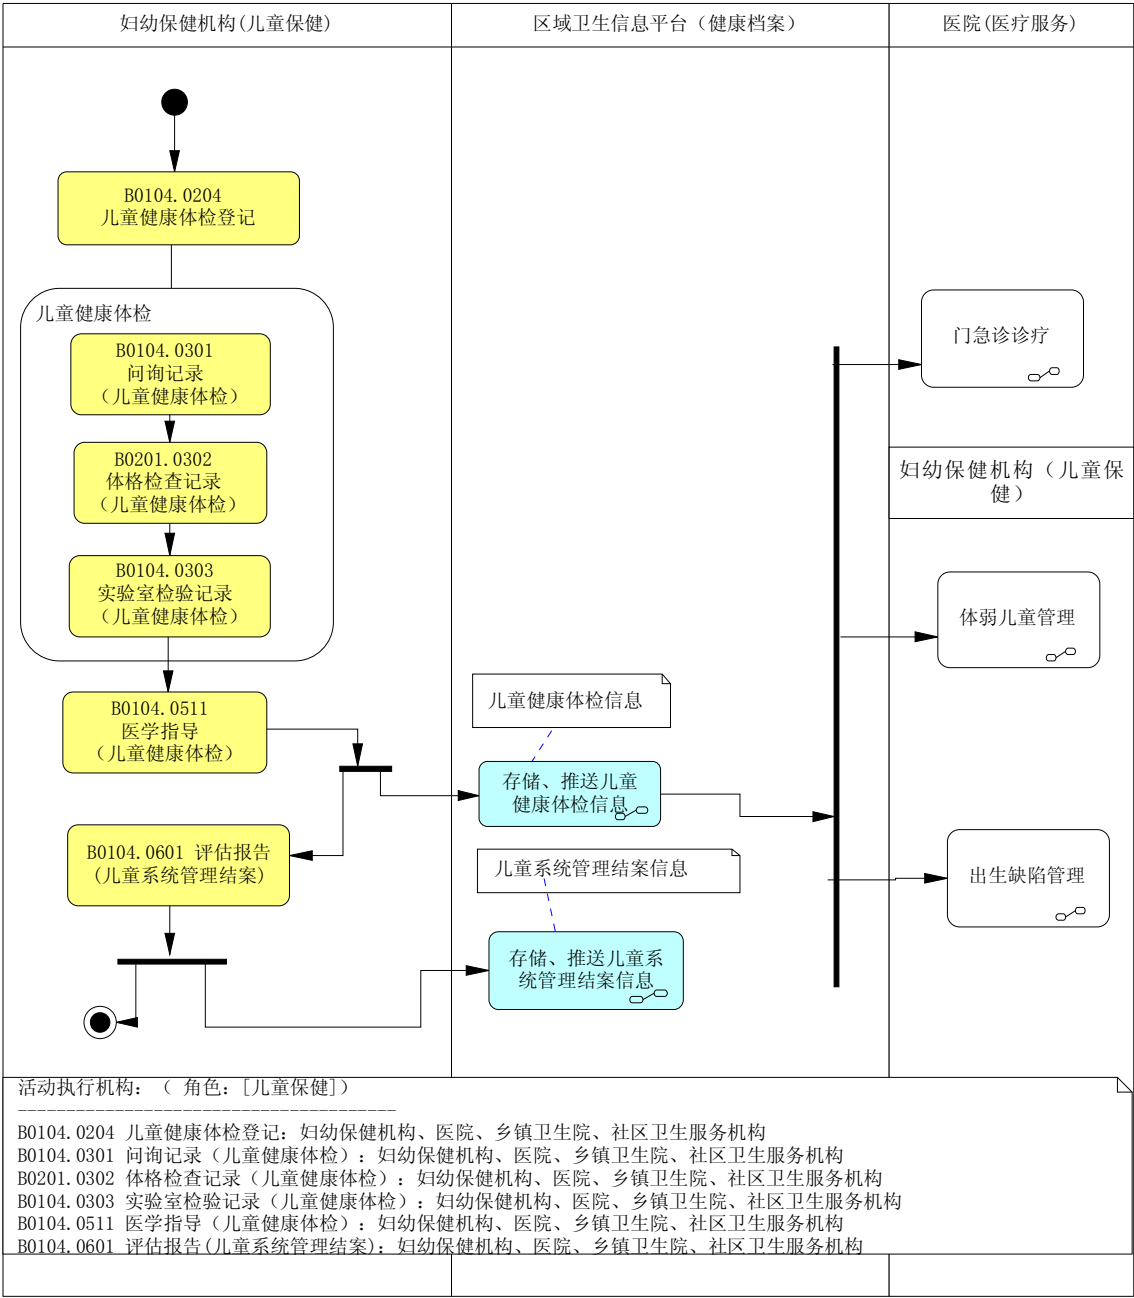 妇幼保健机构(儿童保健)
区域卫生信息平台（健康档案）
医院(医疗服务)
B0104.0204
儿童健康体检登记
儿童健康体检
B0104.0301
问询记录
（儿童健康体检）
B0201.0302
体格检查记录
（儿童健康体检）
B0104.0303
实验室检验记录
（儿童健康体检）
B0104.0511
医学指导
（儿童健康体检）
B0104.0601 评估报告
(儿童系统管理结案)
儿童健康体检信息
存储、推送儿童
健康体检信息
儿童系统管理结案信息
存储、推送儿童系
统管理结案信息
门急诊诊疗
妇幼保健机构（儿童保
健）
体弱儿童管理
出生缺陷管理
活动执行机构：（ 角色：[儿童保健]）
---------------------------------------
B0104.0204 儿童健康体检登记：妇幼保健机构、医院、乡镇卫生院、社区卫生服务机构
B0104.0301 问询记录（儿童健康体检）：妇幼保健机构、医院、乡镇卫生院、社区卫生服务机构
B0201.0302 体格检查记录（儿童健康体检）：妇幼保健机构、医院、乡镇卫生院、社区卫生服务机构
B0104.0303 实验室检验记录（儿童健康体检）：妇幼保健机构、医院、乡镇卫生院、社区卫生服务机构
B0104.0511 医学指导（儿童健康体检）：妇幼保健机构、医院、乡镇卫生院、社区卫生服务机构
B0104.0601 评估报告(儿童系统管理结案)：妇幼保健机构、医院、乡镇卫生院、社区卫生服务机构